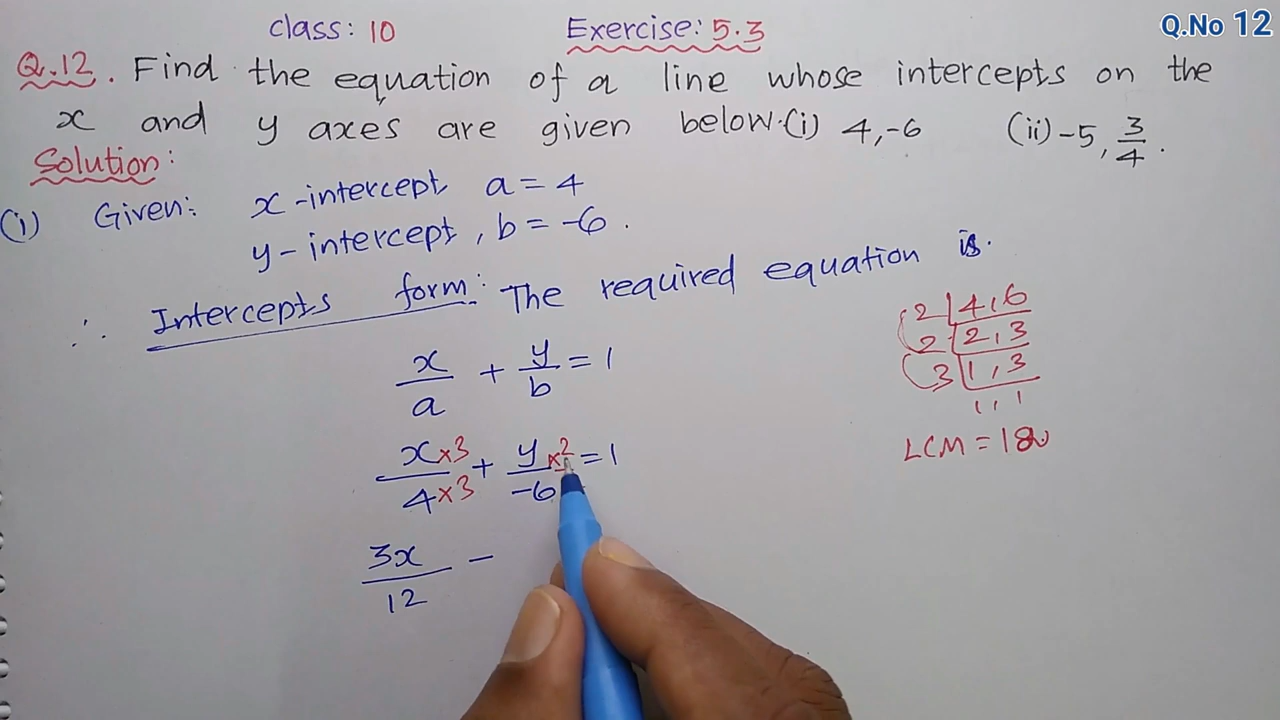 class: 10 Exercise: 5.3 Q.No 12
Q.12. Find the equation of a line whose intercepts on the
x and y axes are given below. (i) 4, -6 (ii) -5, 3/4.
Solution:
(i) Given: x-intercept, a = 4
y-intercept, b = -6.
∴ Intercepts form: The required equation is.
x/a + y/b = 1
x×3/4×3 + y×2/-6 = 1
3x/12 -
2 | 4, 6
2 | 2, 3
3 | 1, 3
1, 1
LCM = 12